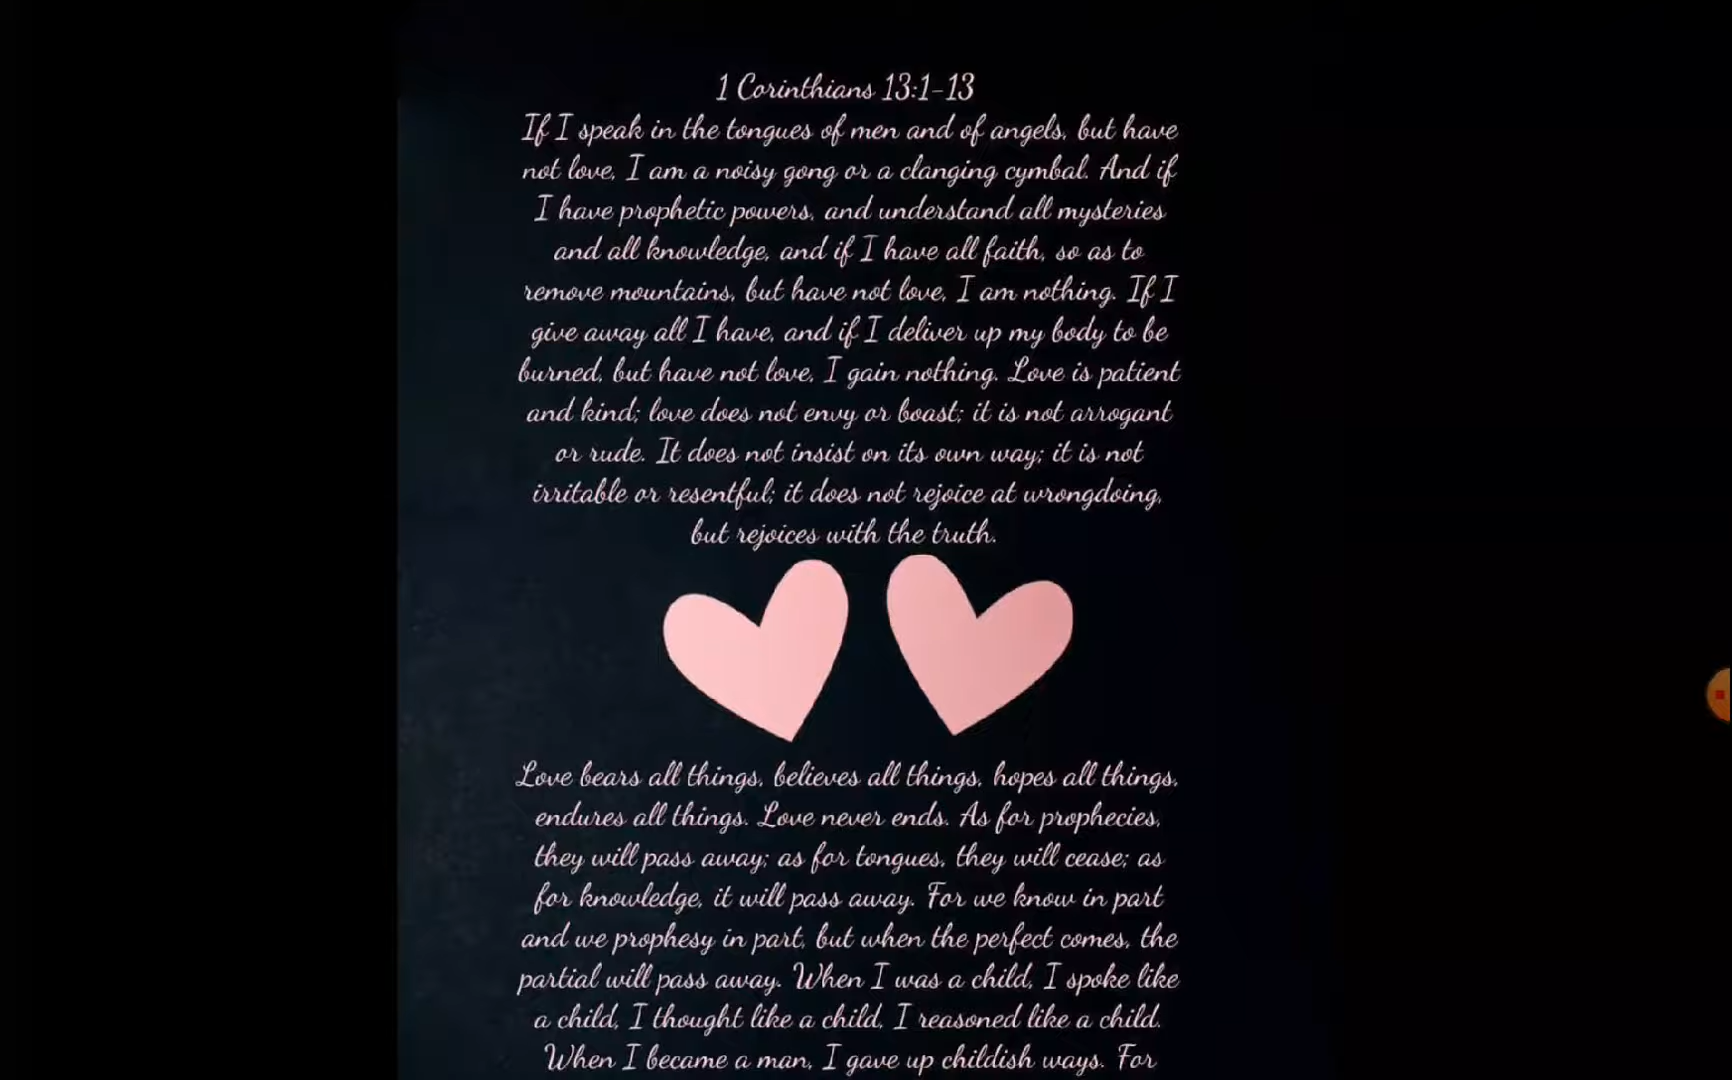 1 Corinthians 13:1-13
If I speak in the tongues of men and of angels, but have
not love, I am a noisy gong or a clanging cymbal. And if
I have prophetic powers, and understand all mysteries
and all knowledge, and if I have all faith, so as to
remove mountains, but have not love, I am nothing. If I
give away all I have, and if I deliver up my body to be
burned, but have not love, I gain nothing. Love is patient
and kind; love does not envy or boast; it is not arrogant
or rude. It does not insist on its own way; it is not
irritable or resentful; it does not rejoice at wrongdoing,
but rejoices with the truth.
Love bears all things, believes all things, hopes all things,
endures all things. Love never ends. As for prophecies,
they will pass away; as for tongues, they will cease; as
for knowledge, it will pass away. For we know in part
and we prophesy in part, but when the perfect comes, the
partial will pass away. When I was a child, I spoke like
a child, I thought like a child, I reasoned like a child.
When I became a man, I gave up childish ways. For